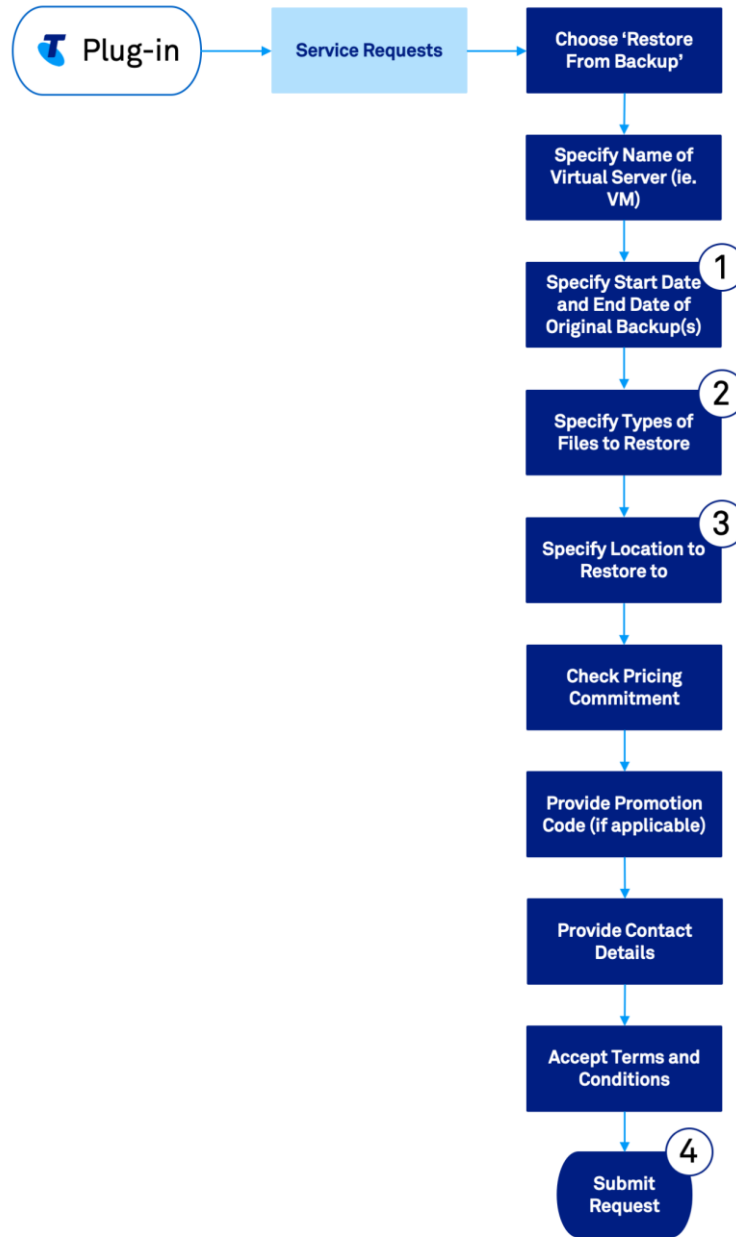 T Plug-in
Service Requests
Choose ‘Restore
From Backup’
Specify Name of
Virtual Server (ie.
VM)
1
Specify Start Date
and End Date of
Original Backup(s)
2
Specify Types of
Files to Restore
3
Specify Location to
Restore to
Check Pricing
Commitment
Provide Promotion
Code (if applicable)
Provide Contact
Details
Accept Terms and
Conditions
4
Submit
Request